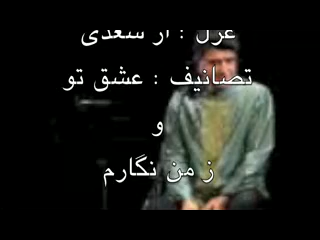 غزل : از سعدی
تصانیف : عشق تو
و
ز من نگارم